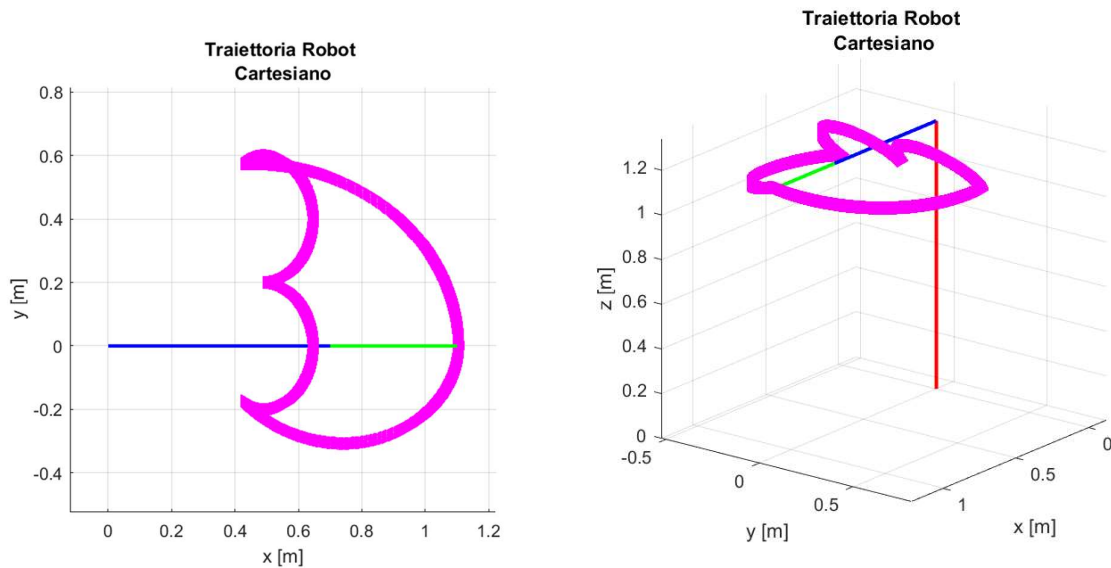 Traiettoria Robot
Cartesiano
0.8
0.6
0.4
0.2
0
-0.2
-0.4
y [m]
0 0.2 0.4 0.6 0.8 1 1.2
x [m]
Traiettoria Robot
Cartesiano
1.2
1
0.8
0.6
0.4
0.2
0
z [m]
-0.5 0 0.5
y [m]
1 0.5 0
x [m]